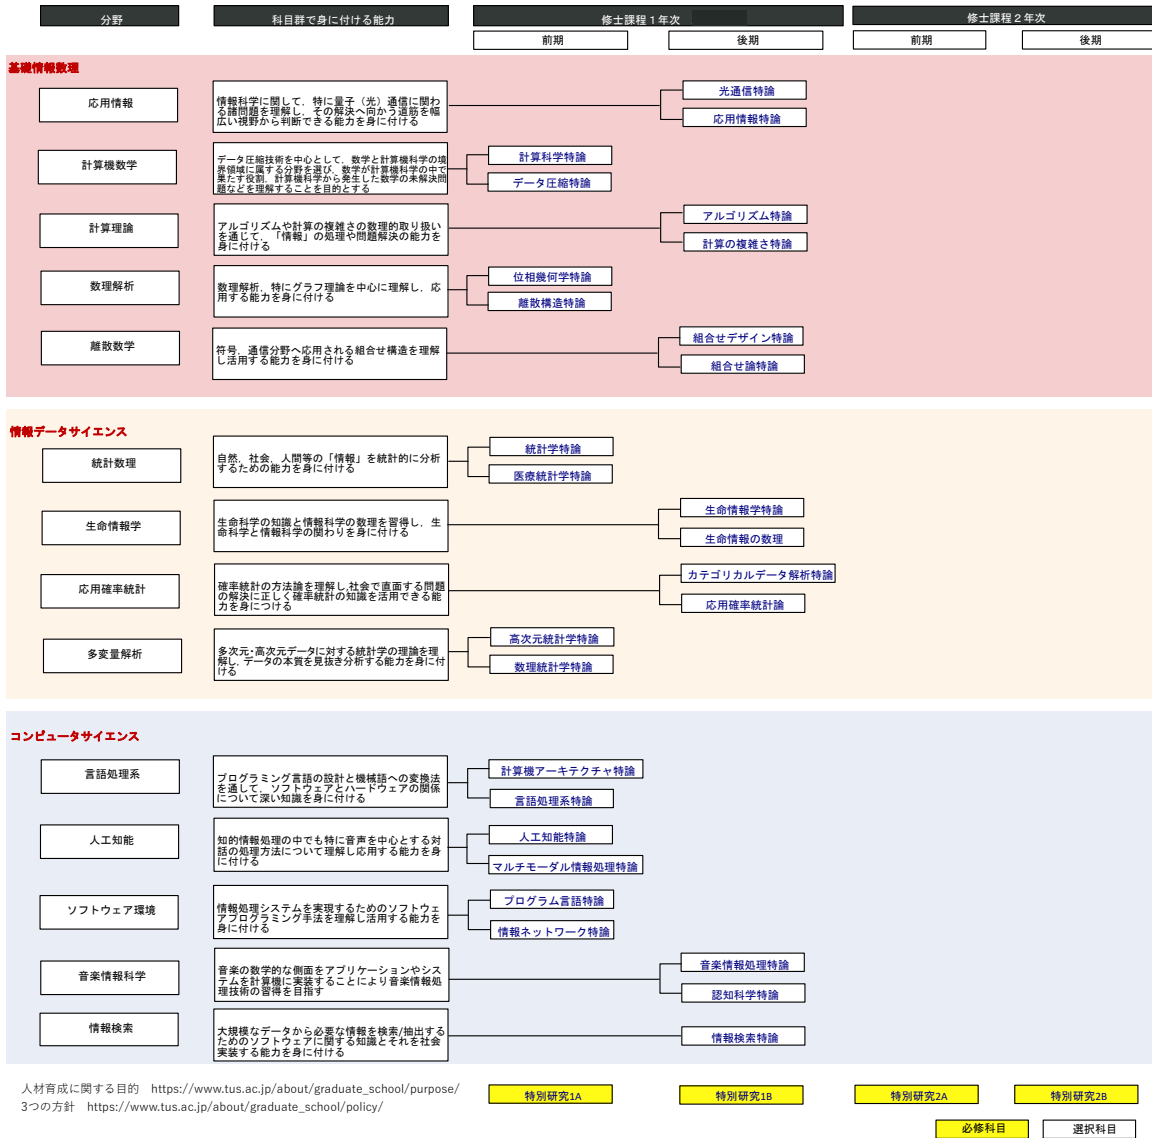 分野
科目群で身に付ける能力
修士課程１年次
修士課程２年次
前期
後期
前期
後期
基礎情報数理
応用情報
情報科学に関して，特に量子（光）通信に関わ
る諸問題を理解し，その解決へ向かう道筋を幅
広い視野から判断できる能力を身に付ける
光通信特論
応用情報特論
計算機数学
データ圧縮技術を中心として，数学と計算機科学の境
界領域に属する分野を選び，数学が計算機科学の中で
果たす役割，計算機科学から発生した数学の未解決問
題などを理解することを目的とする
計算科学特論
データ圧縮特論
計算理論
アルゴリズムや計算の複雑さの数理的取り扱い
を通じて，「情報」の処理や問題解決の能力を
身に付ける
アルゴリズム特論
計算の複雑さ特論
数理解析
数理解析，特にグラフ理論を中心に理解し，応
用する能力を身に付ける
位相幾何学特論
離散構造特論
離散数学
符号，通信分野へ応用される組合せ構造を理解
し活用する能力を身に付ける
組合せデザイン特論
組合せ論特論
情報データサイエンス
統計数理
自然，社会，人間等の「情報」を統計的に分析
するための能力を身に付ける
統計学特論
医療統計学特論
生命情報学
生命科学の知識と情報科学の数理を習得し，生
命科学と情報科学の関わりを身に付ける
生命情報学特論
生命情報の数理
応用確率統計
確率統計の方法論を理解し,社会で直面する問題
の解決に正しく確率統計の知識を活用できる能
力を身につける
カテゴリカルデータ解析特論
応用確率統計論
多変量解析
多次元・高次元データに対する統計学の理論を理
解し,データの本質を見抜き分析する能力を身に付
ける
高次元統計学特論
数理統計学特論
コンピュータサイエンス
言語処理系
プログラミング言語の設計と機械語への変換法
を通して，ソフトウェアとハードウェアの関係
について深い知識を身に付ける
計算機アーキテクチャ特論
言語処理系特論
人工知能
知的情報処理の中でも特に音声を中心とする対
話の処理方法について理解し応用する能力を身
に付ける
人工知能特論
マルチモーダル情報処理特論
ソフトウェア環境
情報処理システムを実現するためのソフトウェ
アプログラミング手法を理解し活用する能力を
身に付ける
プログラム言語特論
情報ネットワーク特論
音楽情報科学
音楽の数学的な側面をアプリケーションやシス
テムを計算機に実装することにより音楽情報処
理技術の習得を目指す
音楽情報処理特論
認知科学特論
情報検索
大規模なデータから必要な情報を検索/抽出する
ためのソフトウェアに関する知識とそれを社会
実装する能力を身に付ける
情報検索特論
人材育成に関する目的　https://www.tus.ac.jp/about/graduate_school/purpose/
3つの方針　https://www.tus.ac.jp/about/graduate_school/policy/
特別研究1A
特別研究1B
特別研究2A
特別研究2B
必修科目
選択科目